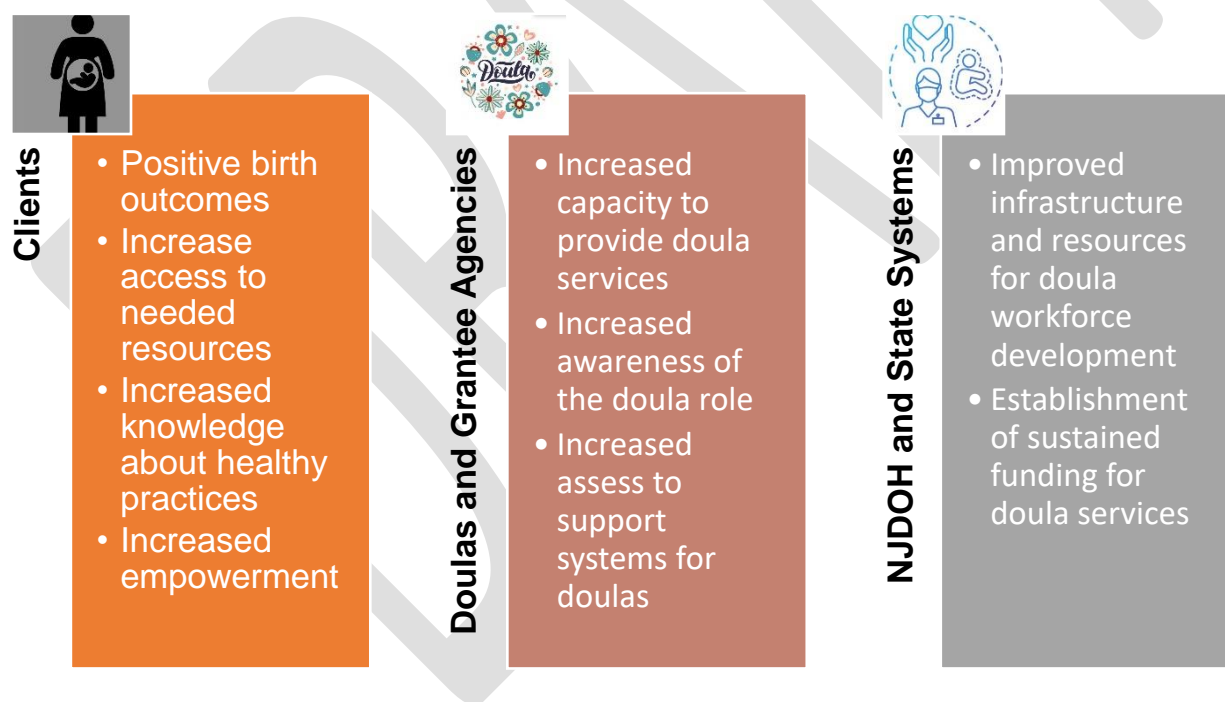 Clients
• Positive birth
outcomes
• Increase
access to
needed
resources
• Increased
knowledge
about healthy
practices
• Increased
empowerment
Doula
Doulas and Grantee Agencies
• Increased
capacity to
provide doula
services
• Increased
awareness of
the doula role
• Increased
assess to
support
systems for
doulas
NJDOH and State Systems
• Improved
infrastructure
and resources
for doula
workforce
development
• Establishment
of sustained
funding for
doula services